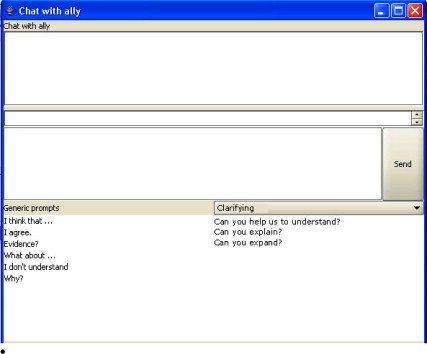 Chat with ally
Chat with ally
Send
Generic prompts
Clarifying
I think that ...
I agree.
Evidence?
What about ...
I don't understand
Why?
Can you help us to understand?
Can you explain?
Can you expand?